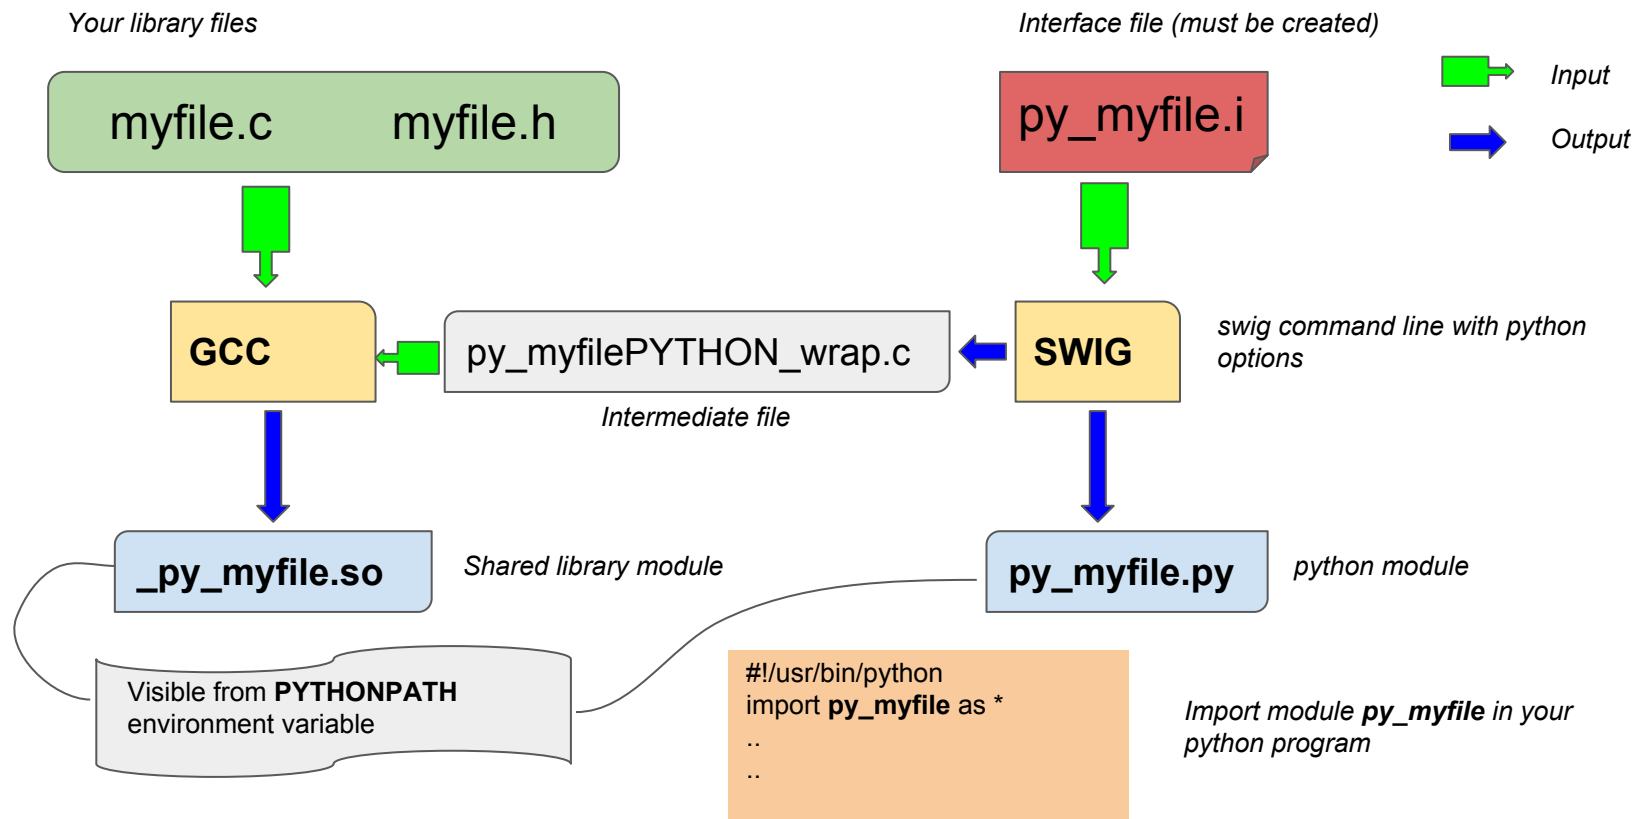 Your library files
Interface file (must be created)
myfile.c myfile.h
py_myfile.i
Input
Output
GCC
py_myfilePYTHON_wrap.c
SWIG
swig command line with python
options
Intermediate file
_py_myfile.so
Shared library module
py_myfile.py
python module
Visible from PYTHONPATH
environment variable
#!/usr/bin/python
import py_myfile as *
..
..
Import module py_myfile in your
python program